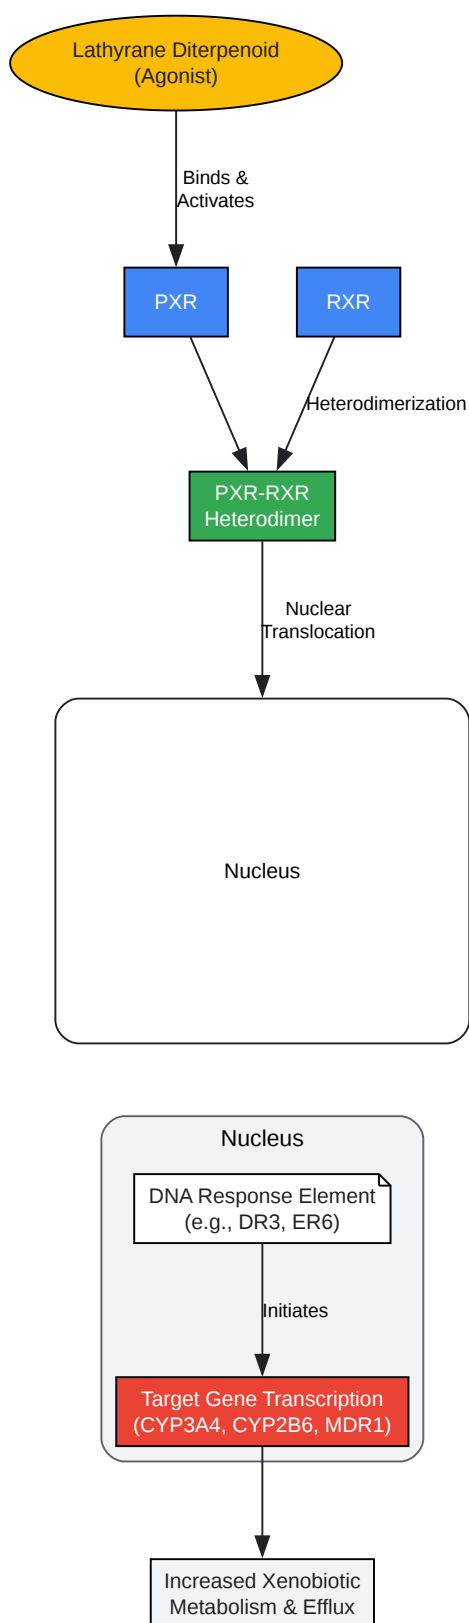 Lathyrane Diterpenoid
(Agonist)
Binds &
Activates
PXR
RXR
Heterodimerization
PXR-RXR
Heterodimer
Nuclear
Translocation
Nucleus
Nucleus
DNA Response Element
(e.g., DR3, ER6)
Initiates
Target Gene Transcription
(CYP3A4, CYP2B6, MDR1)
Increased Xenobiotic
Metabolism & Efflux